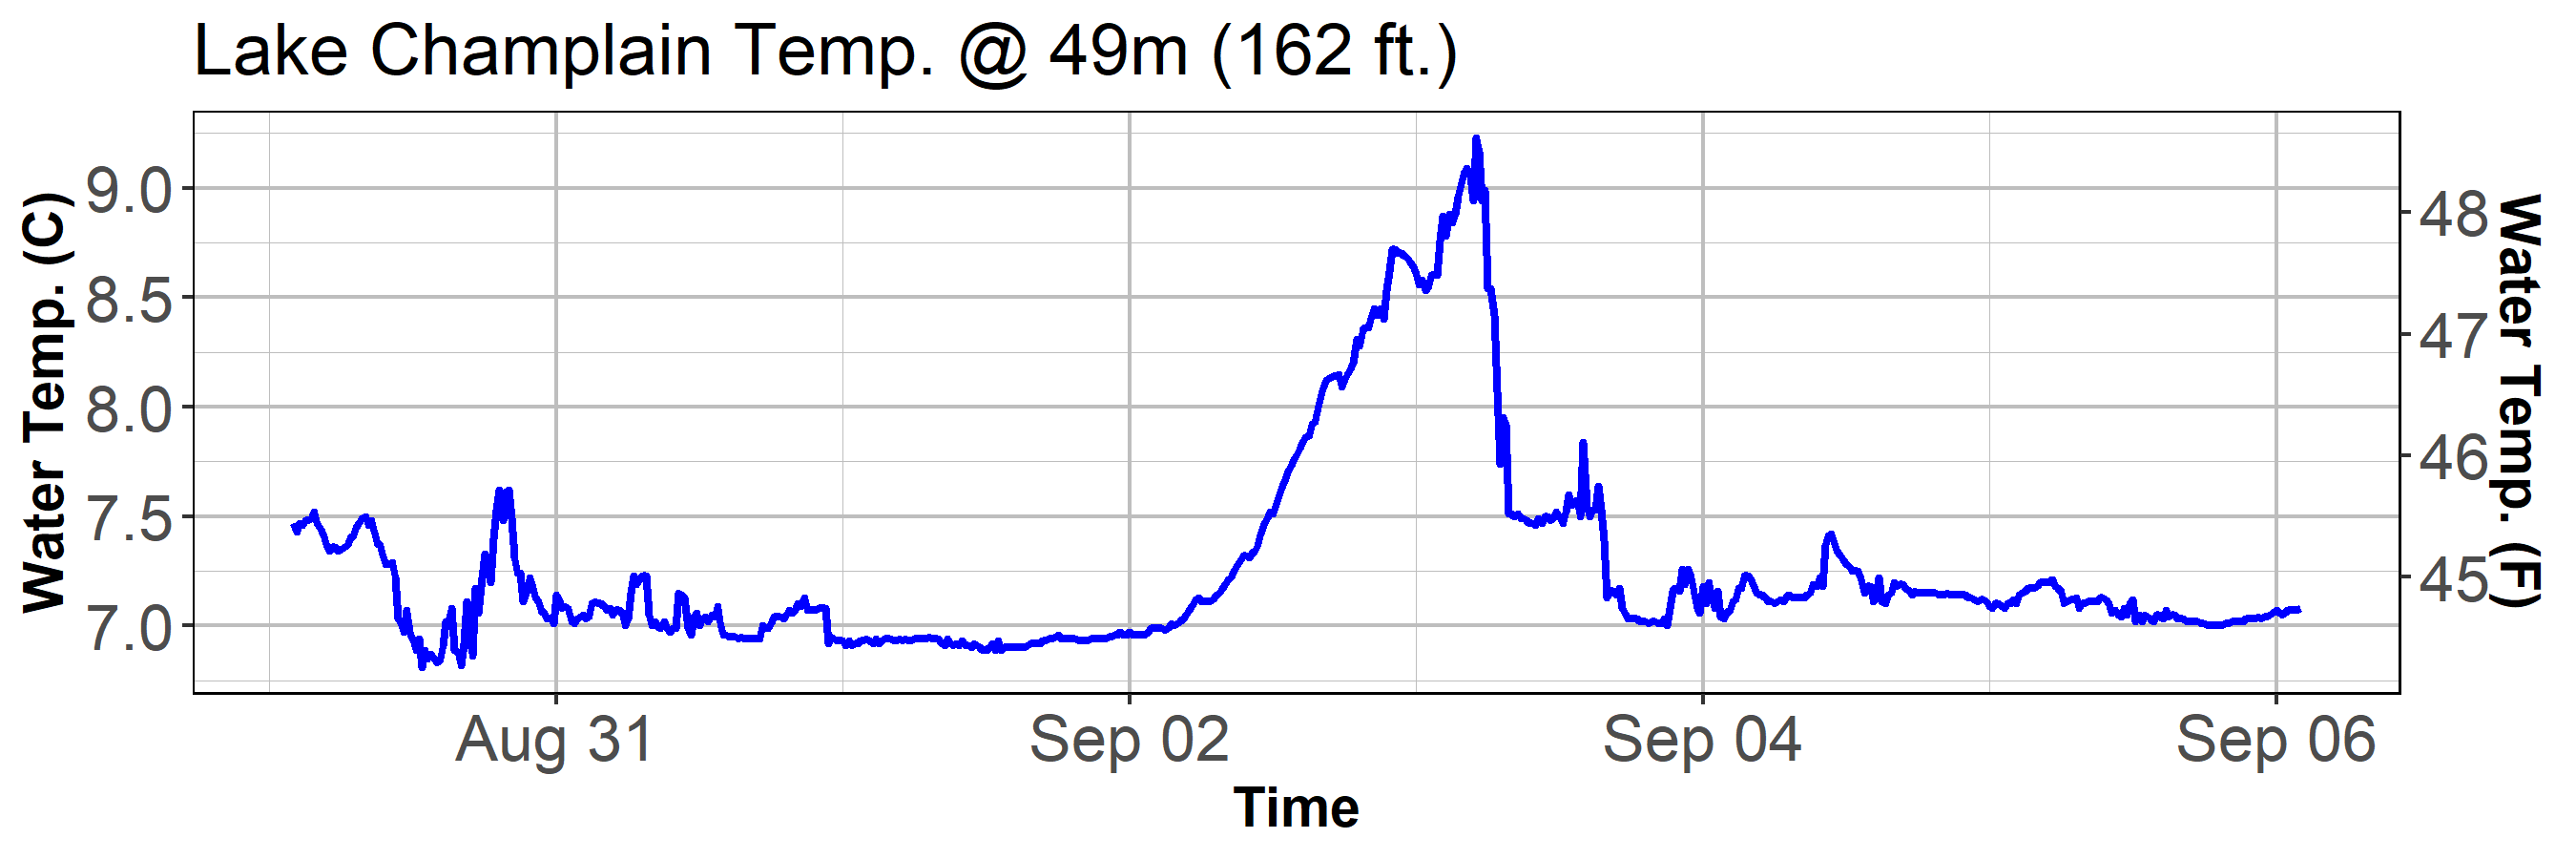 Lake Champlain Temp. @ 49m (162 ft.)
Water Temp. (C)
9.0
8.5
8.0
7.5
7.0
48
47
46
45
Water Temp. (F)
Aug 31 Sep 02 Sep 04 Sep 06
Time